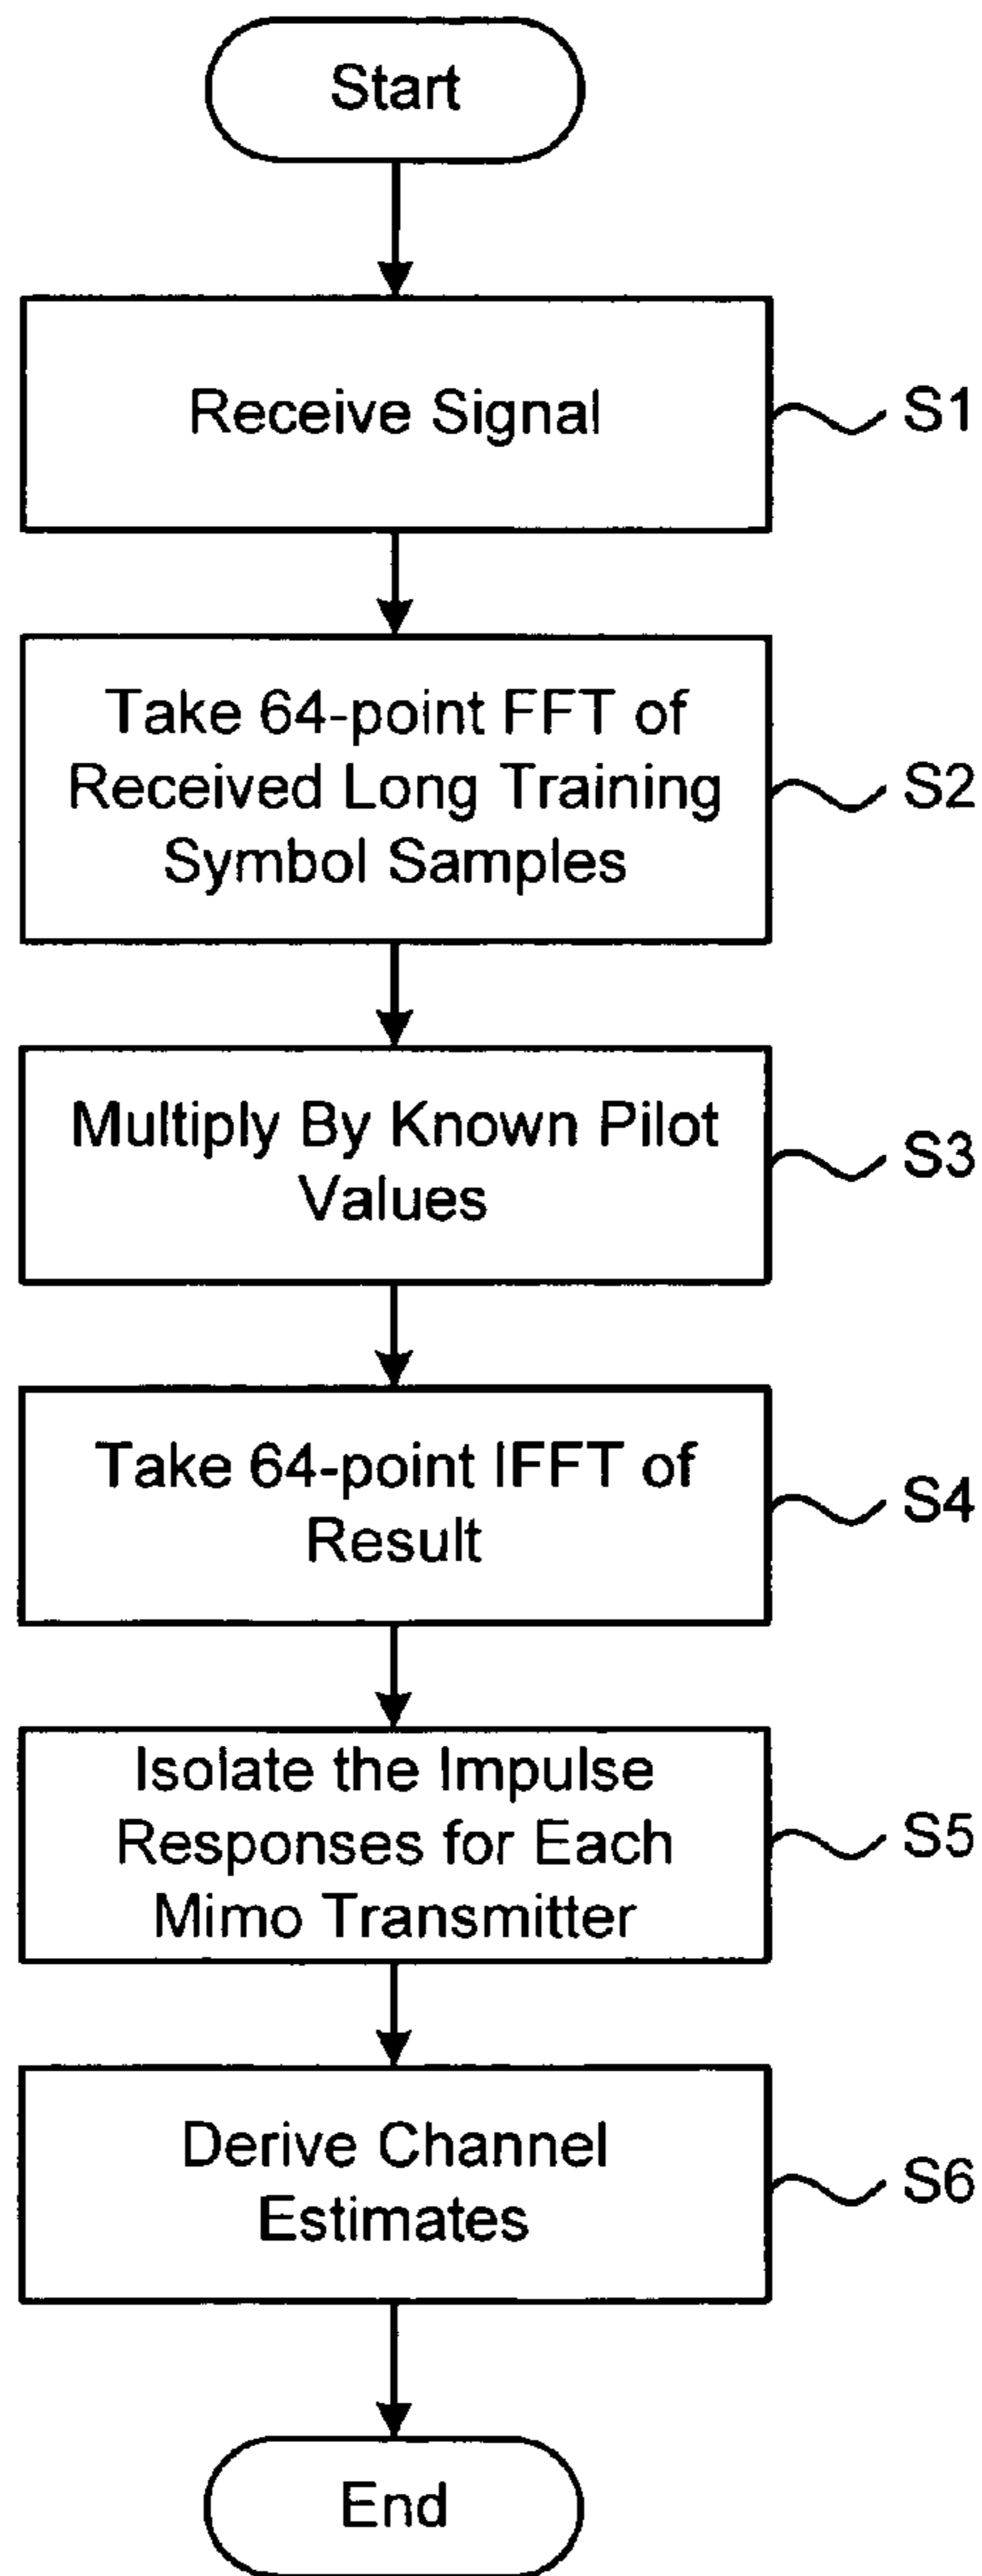 Start
Receive Signal
S1
Take 64-point FFT of
Received Long Training
Symbol Samples
S2
Multiply By Known Pilot
Values
S3
Take 64-point IFFT of
Result
S4
Isolate the Impulse
Responses for Each
Mimo Transmitter
S5
Derive Channel
Estimates
S6
End